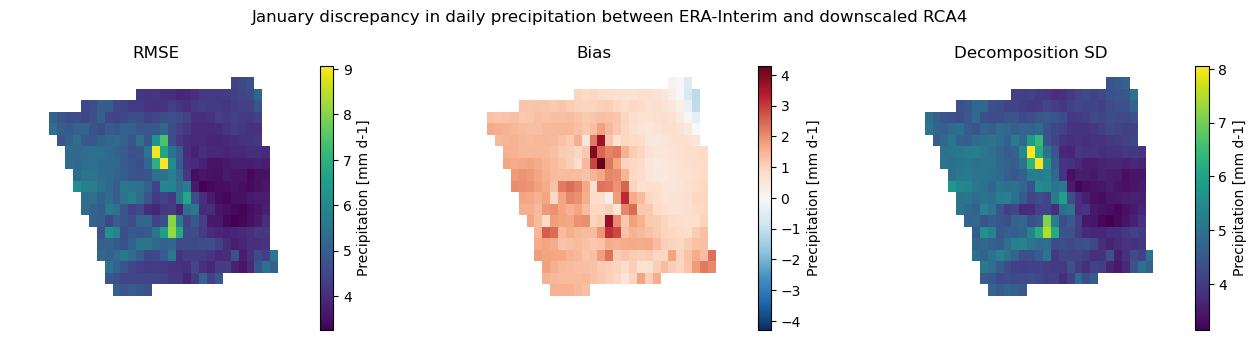 January discrepancy in daily precipitation between ERA-Interim and downscaled RCA4
RMSE
9
8
7
6
5
4
Precipitation [mm d-1]
Bias
4
3
2
1
0
−1
−2
−3
−4
Precipitation [mm d-1]
Decomposition SD
8
7
6
5
4
Precipitation [mm d-1]